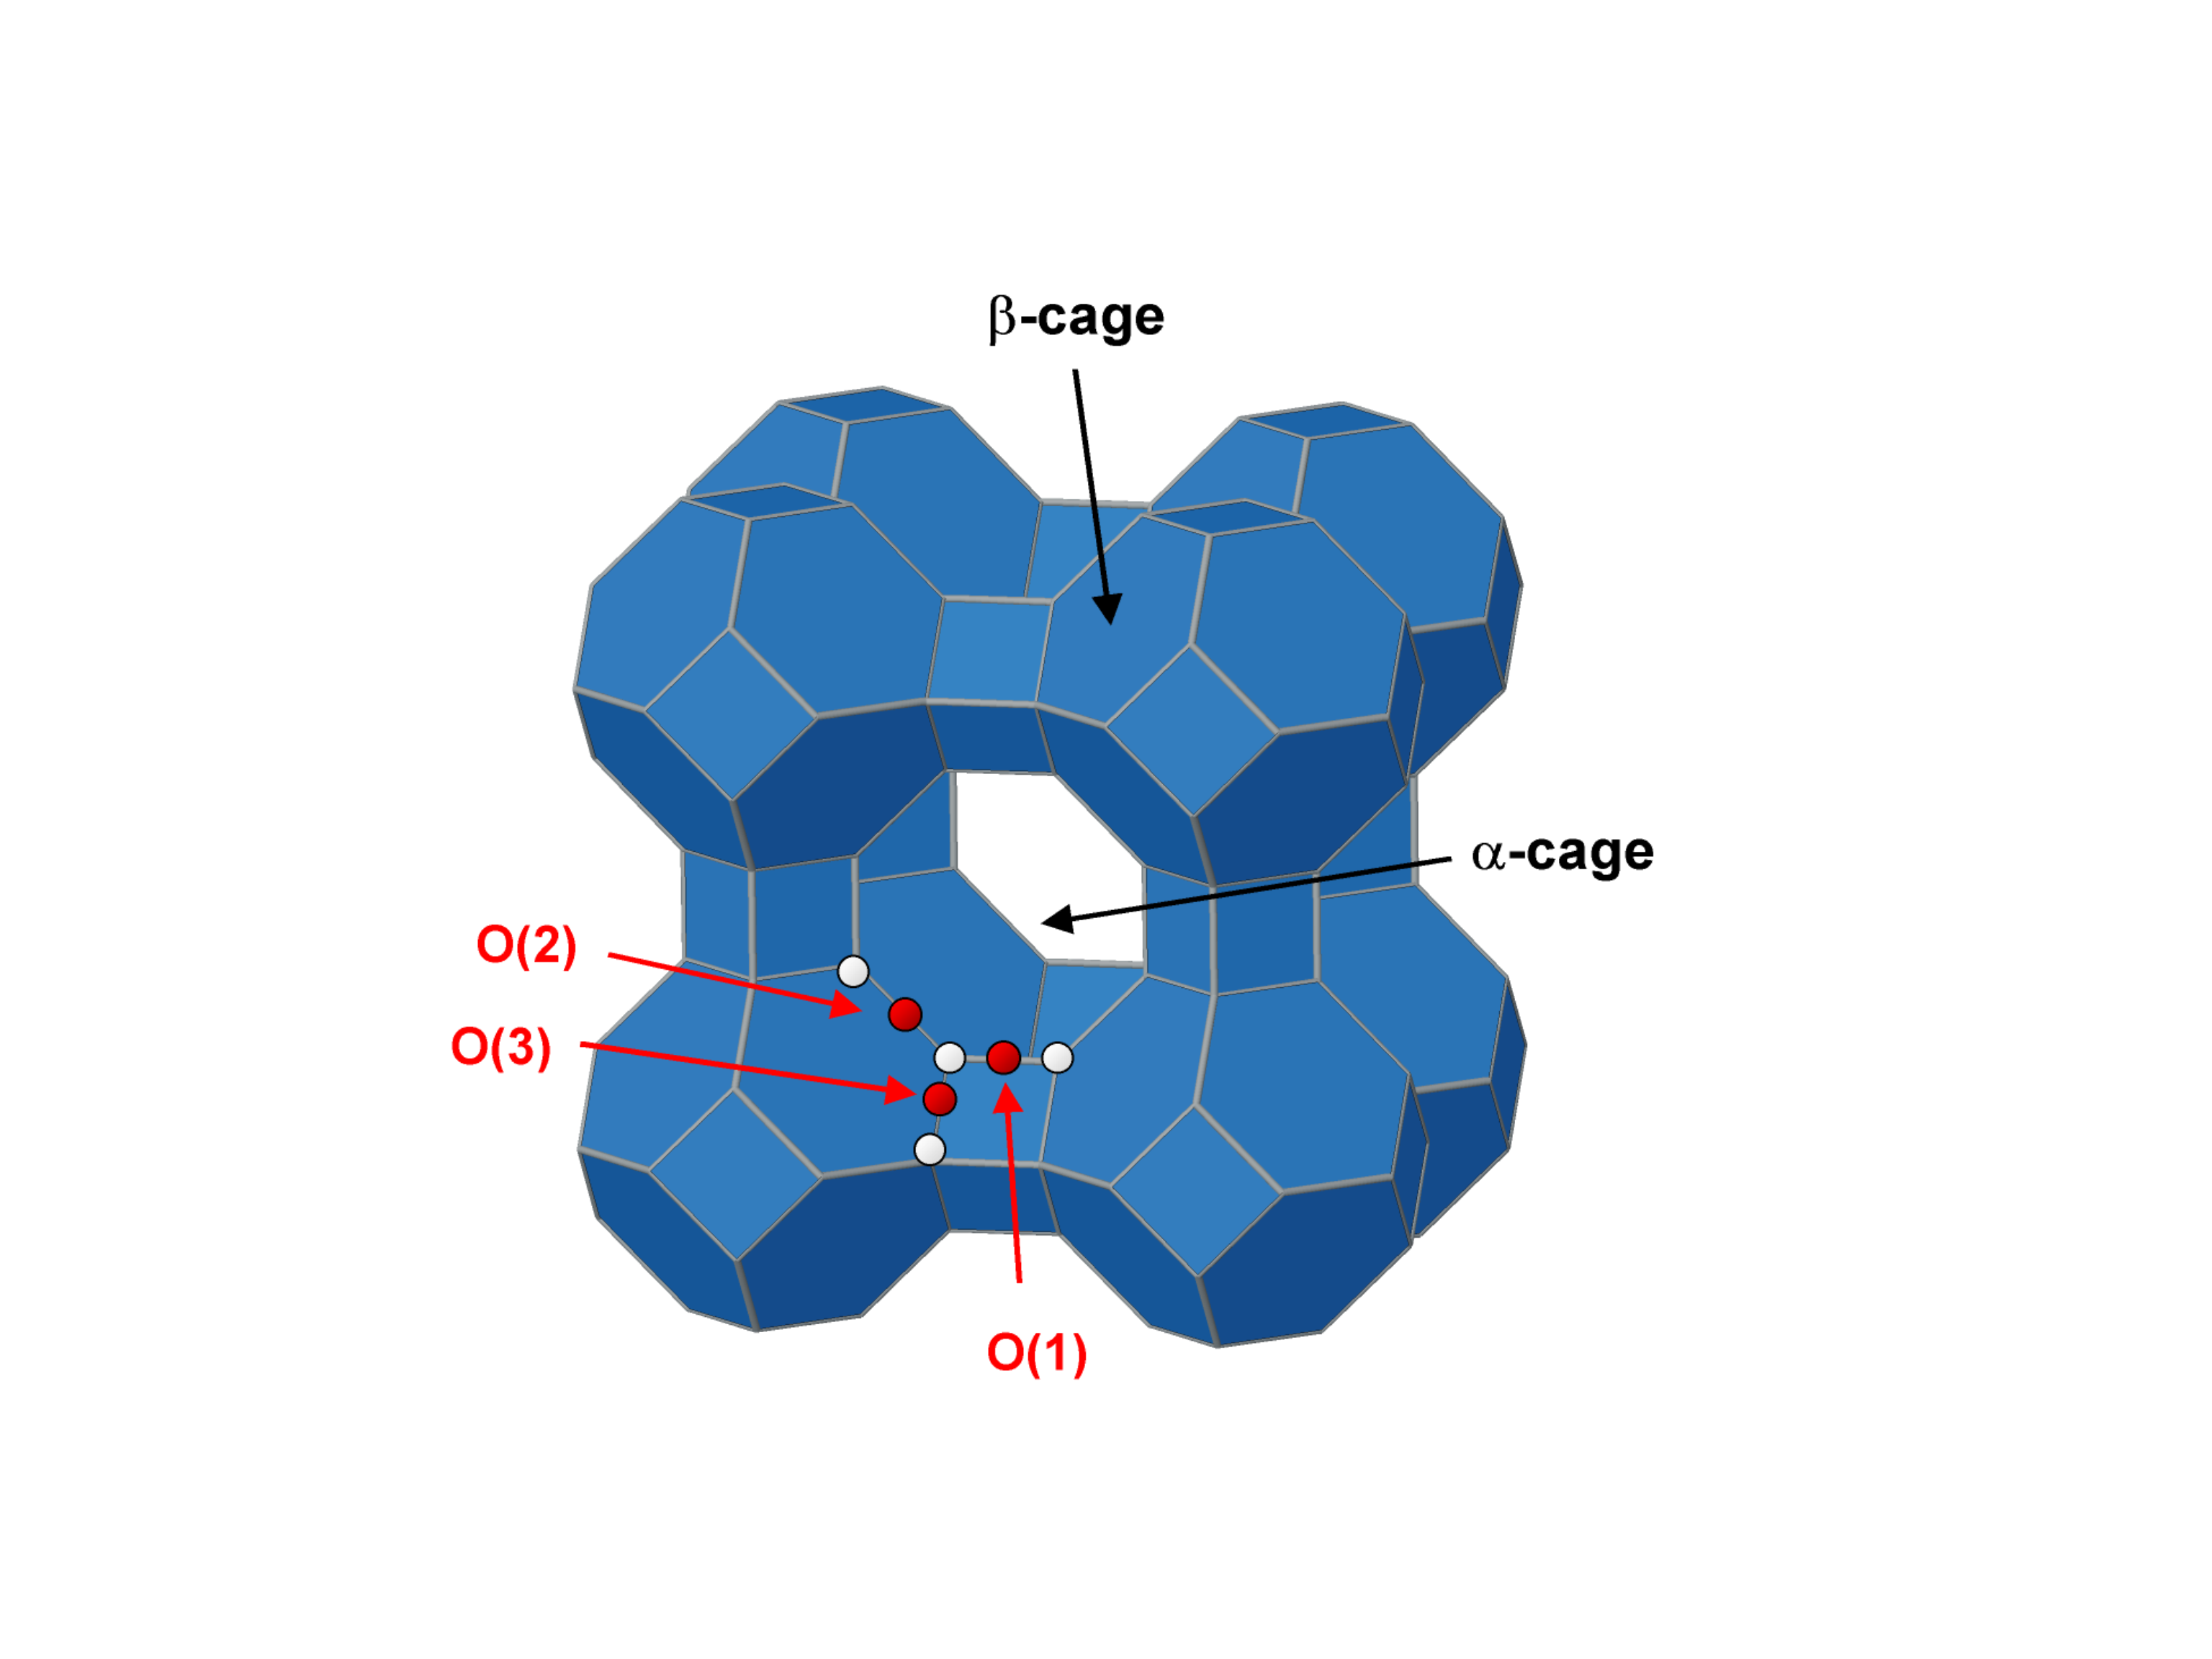 β-cage
α-cage
O(2)
O(3)
O(1)